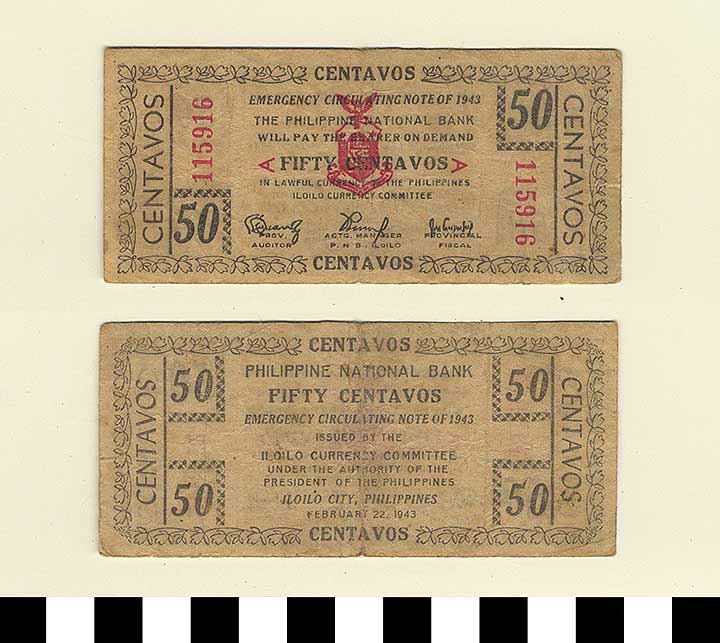 CENTAVOS
EMERGENCY CIRCULATING NOTE OF 1943
50
THE PHILIPPINE NATIONAL BANK
WILL PAY THE BEARER ON DEMAND
CENTAVOS
115916
FIFTY CENTAVOS
IN LAWFUL CURRENCY OF THE PHILIPPINES
ILOILO CURRENCY COMMITTEE
115916
CENTAVOS
50
PROV. AUDITOR
ACTG. MANAGER P. N. B., ILOILO
PROVINCIAL FISCAL
CENTAVOS
CENTAVOS
50
PHILIPPINE NATIONAL BANK
50
FIFTY CENTAVOS
EMERGENCY CIRCULATING NOTE OF 1943
CENTAVOS
ISSUED BY THE
CENTAVOS
ILOILO CURRENCY COMMITTEE
UNDER THE AUTHORITY OF THE
PRESIDENT OF THE PHILIPPINES
50
ILOILO CITY, PHILIPPINES
50
FEBRUARY 22, 1943
CENTAVOS